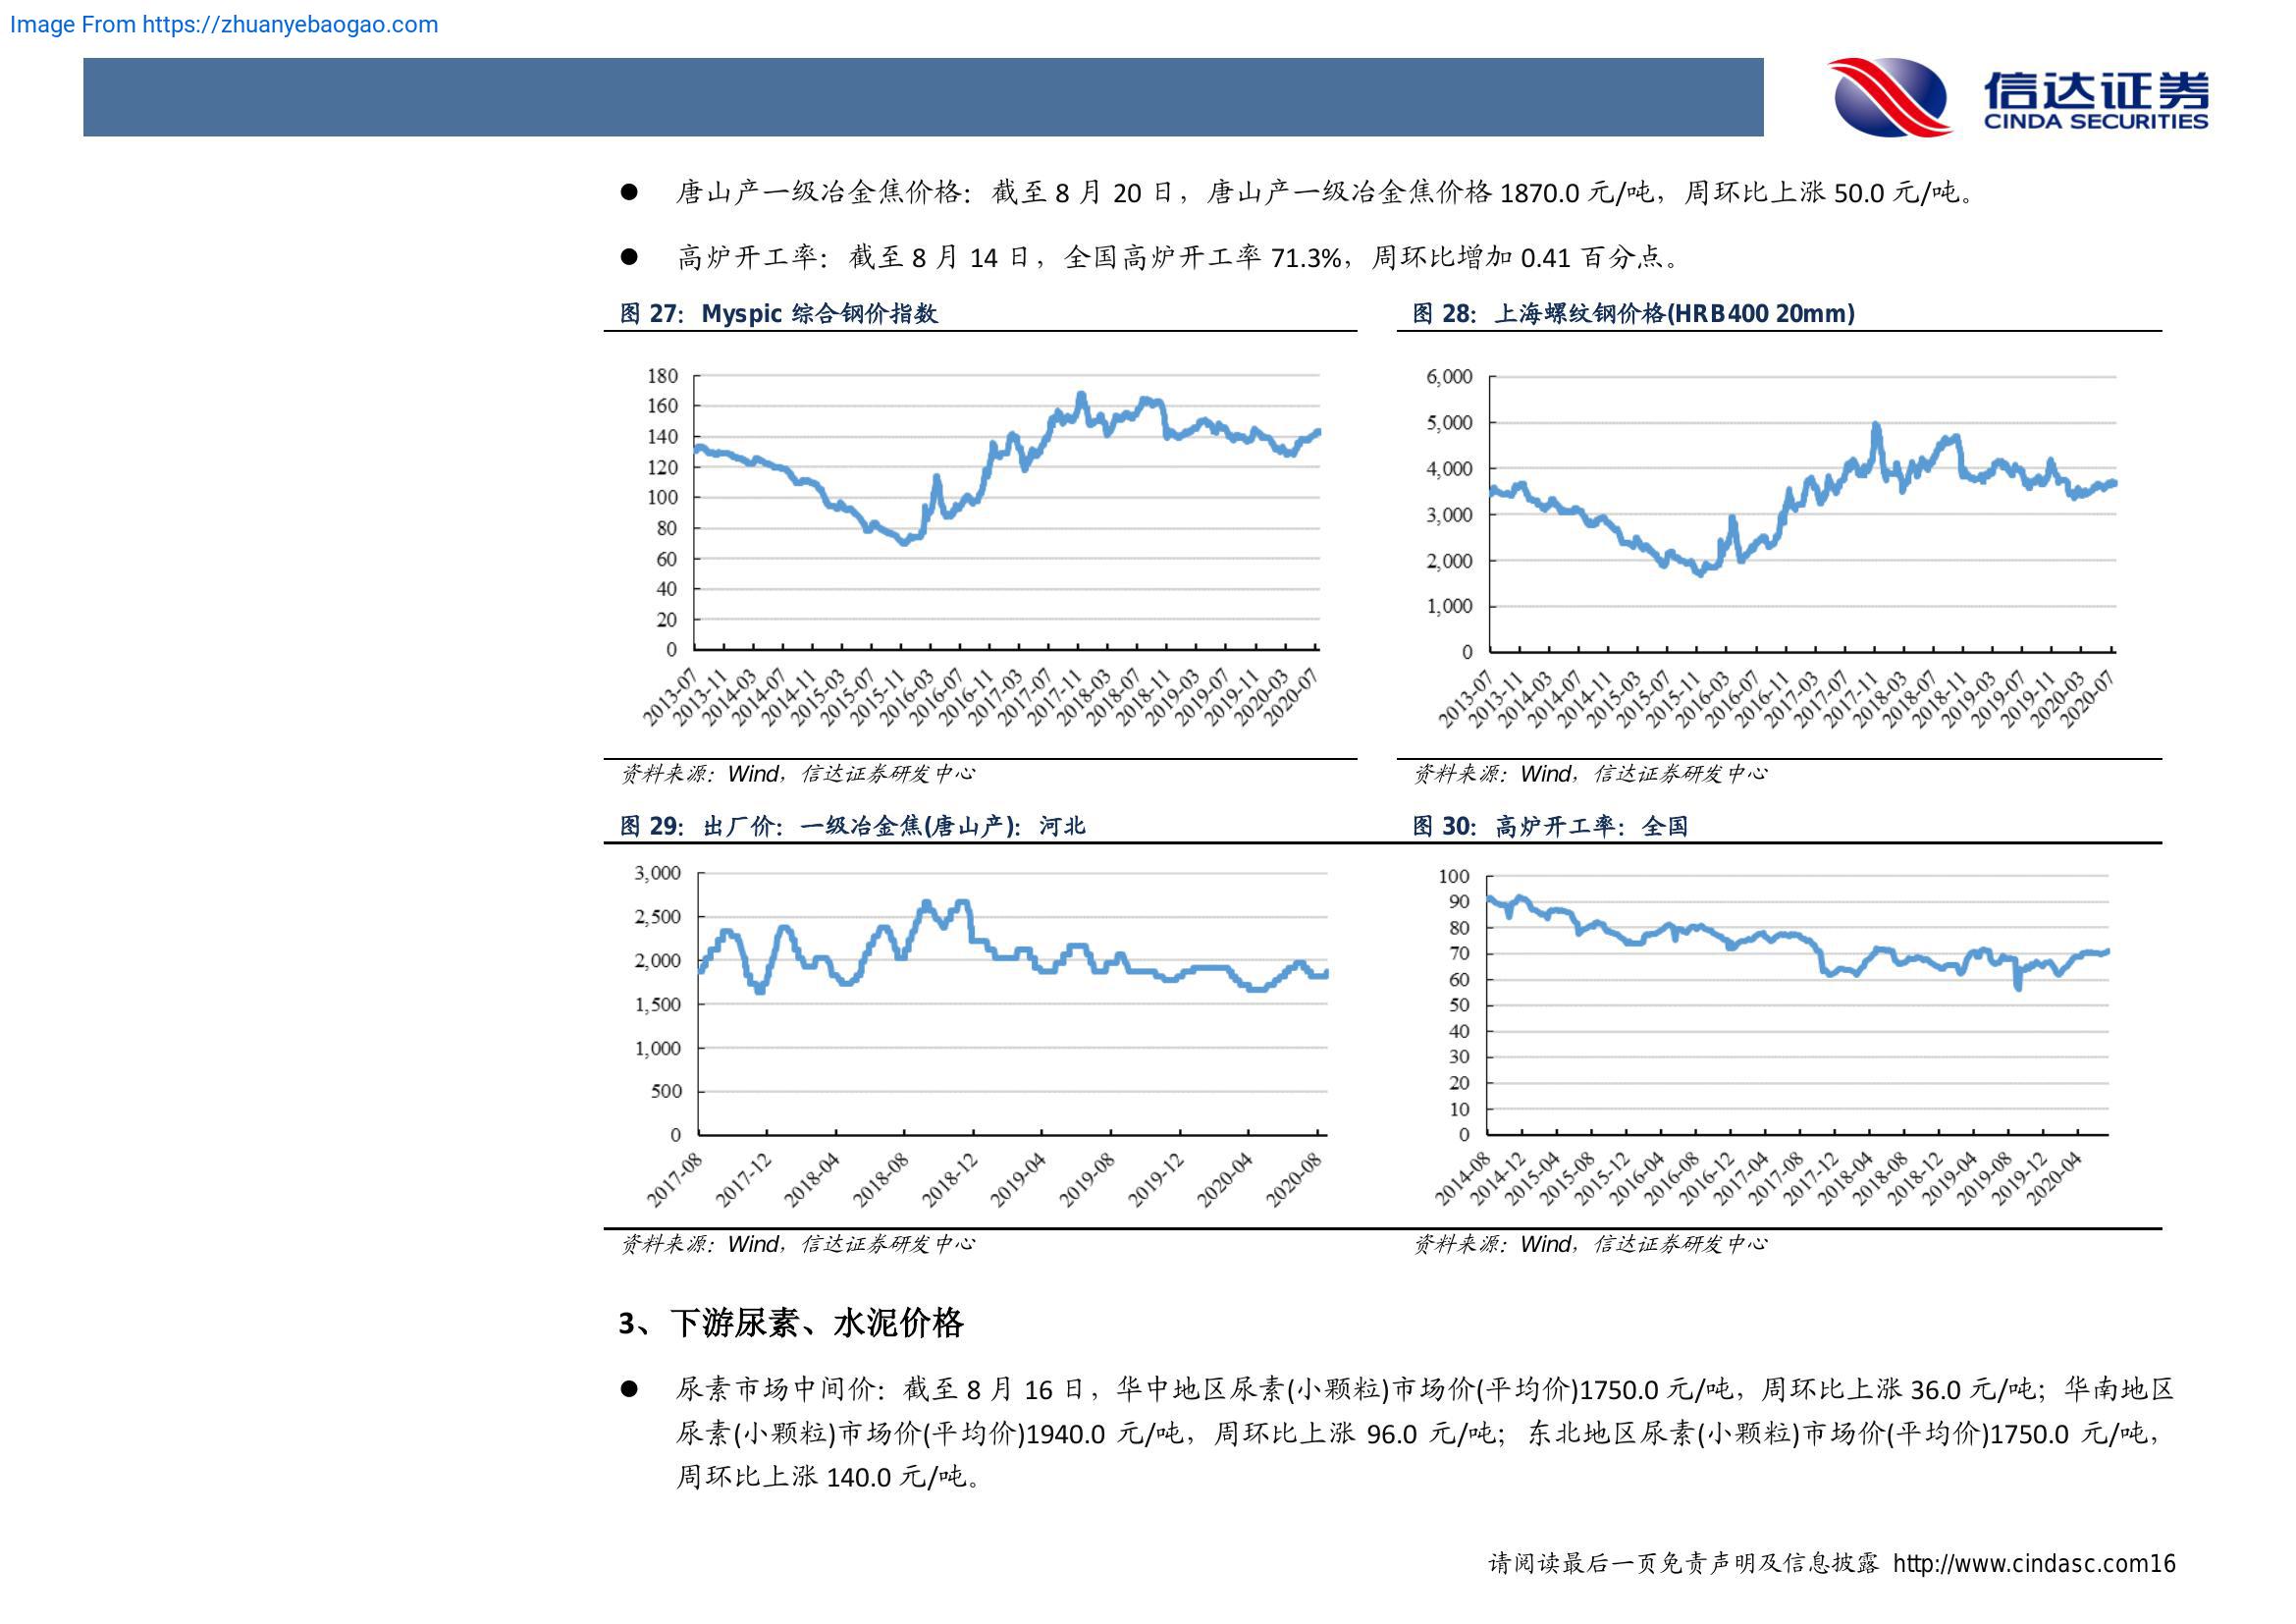 Image From https://zhuanyebaogao.com
信达证券
CINDA SECURITIES
● 唐山产一级冶金焦价格：截至 8 月 20 日，唐山产一级冶金焦价格 1870.0 元/吨，周环比上涨 50.0 元/吨。
● 高炉开工率：截至 8 月 14 日，全国高炉开工率 71.3%，周环比增加 0.41 百分点。
图 27：Myspic 综合钢价指数
180
160
140
120
100
80
60
40
20
0
2013-07 2013-11 2014-03 2014-07 2014-11 2015-03 2015-07 2015-11 2016-03 2016-07 2016-11 2017-03 2017-07 2017-11 2018-03 2018-07 2018-11 2019-03 2019-07 2019-11 2020-03 2020-07
资料来源：Wind，信达证券研发中心
图 28：上海螺纹钢价格(HRB400 20mm)
6,000
5,000
4,000
3,000
2,000
1,000
0
2013-07 2013-11 2014-03 2014-07 2014-11 2015-03 2015-07 2015-11 2016-03 2016-07 2016-11 2017-03 2017-07 2017-11 2018-03 2018-07 2018-11 2019-03 2019-07 2019-11 2020-03 2020-07
资料来源：Wind，信达证券研发中心
图 29：出厂价：一级冶金焦(唐山产)：河北
3,000
2,500
2,000
1,500
1,000
500
0
2017-08 2017-12 2018-04 2018-08 2018-12 2019-04 2019-08 2019-12 2020-04 2020-08
资料来源：Wind，信达证券研发中心
图 30：高炉开工率：全国
100
90
80
70
60
50
40
30
20
10
0
2014-08 2014-12 2015-04 2015-08 2015-12 2016-04 2016-08 2016-12 2017-04 2017-08 2017-12 2018-04 2018-08 2018-12 2019-04 2019-08 2019-12 2020-04
资料来源：Wind，信达证券研发中心
3、下游尿素、水泥价格
● 尿素市场中间价：截至 8 月 16 日，华中地区尿素(小颗粒)市场价(平均价)1750.0 元/吨，周环比上涨 36.0 元/吨；华南地区
尿素(小颗粒)市场价(平均价)1940.0 元/吨，周环比上涨 96.0 元/吨；东北地区尿素(小颗粒)市场价(平均价)1750.0 元/吨，
周环比上涨 140.0 元/吨。
请阅读最后一页免责声明及信息披露 http://www.cindasc.com16